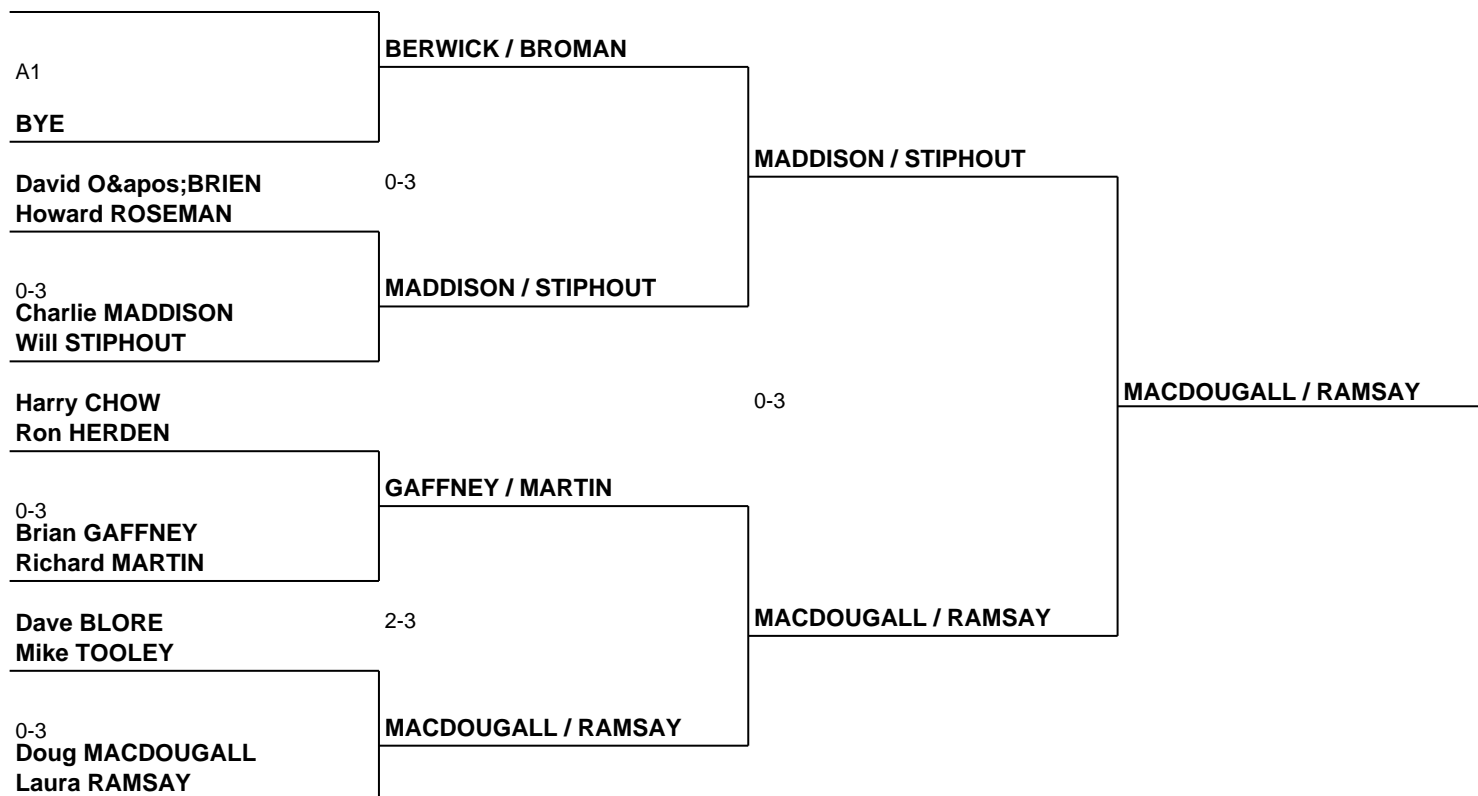 BERWICK / BROMAN
A1
BYE
MADDISON / STIPHOUT
David O&apos;BRIEN
0-3
Howard ROSEMAN
0-3
MADDISON / STIPHOUT
Charlie MADDISON
Will STIPHOUT
MACDOUGALL / RAMSAY
Harry CHOW
0-3
Ron HERDEN
GAFFNEY / MARTIN
0-3
Brian GAFFNEY
Richard MARTIN
Dave BLORE
2-3
MACDOUGALL / RAMSAY
Mike TOOLEY
0-3
MACDOUGALL / RAMSAY
Doug MACDOUGALL
Laura RAMSAY